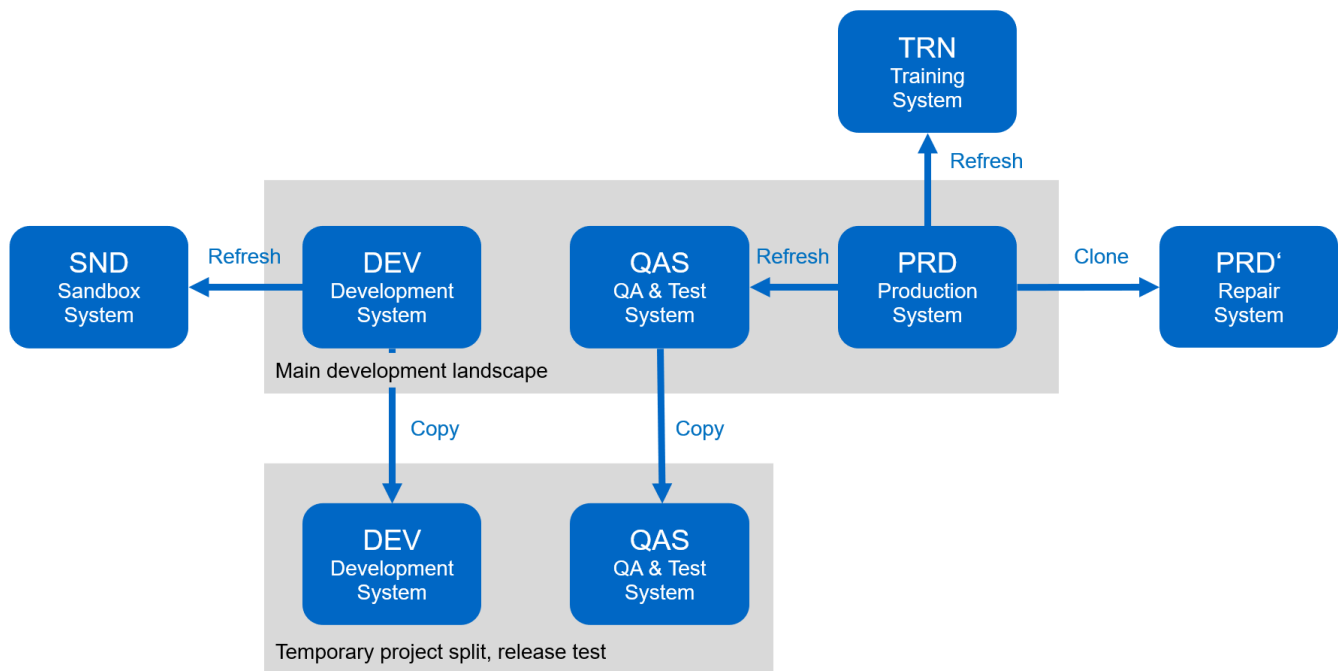 TRN
Training
System
Refresh
SND
Sandbox
System
Refresh
DEV
Development
System
QAS
QA & Test
System
Refresh
PRD
Production
System
Clone
PRD‘
Repair
System
Main development landscape
Copy
Copy
DEV
Development
System
QAS
QA & Test
System
Temporary project split, release test